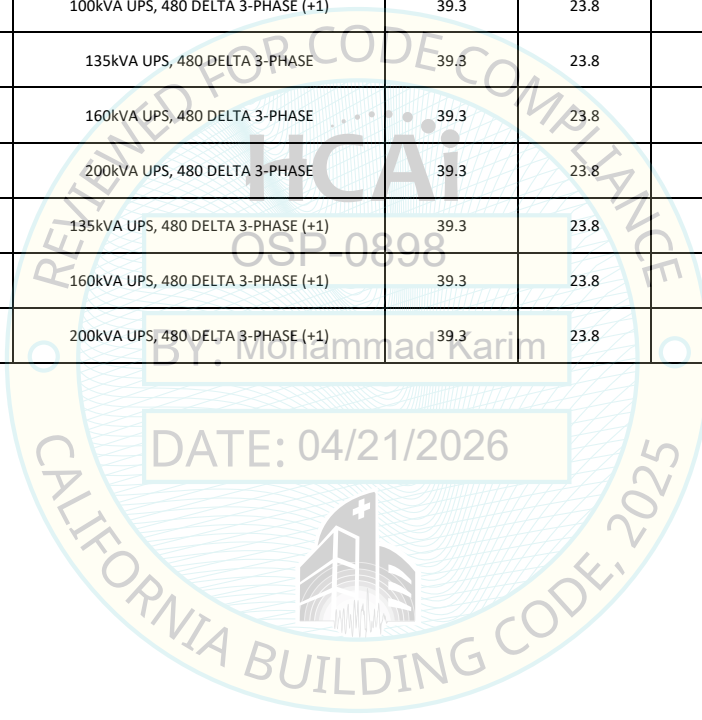 100kVA UPS, 480 DELTA 3-PHASE (+1) 39.3 23.8
135kVA UPS, 480 DELTA 3-PHASE 39.3 23.8
160kVA UPS, 480 DELTA 3-PHASE 39.3 23.8
200kVA UPS, 480 DELTA 3-PHASE 39.3 23.8
135kVA UPS, 480 DELTA 3-PHASE (+1) 39.3 23.8
160kVA UPS, 480 DELTA 3-PHASE (+1) 39.3 23.8
200kVA UPS, 480 DELTA 3-PHASE (+1) 39.3 23.8
REVIEWED FOR CODE COMPLIANCE
HCAi
OSP-0898
BY: Mohammad Karim
DATE: 04/21/2026
CALIFORNIA BUILDING CODE, 2025